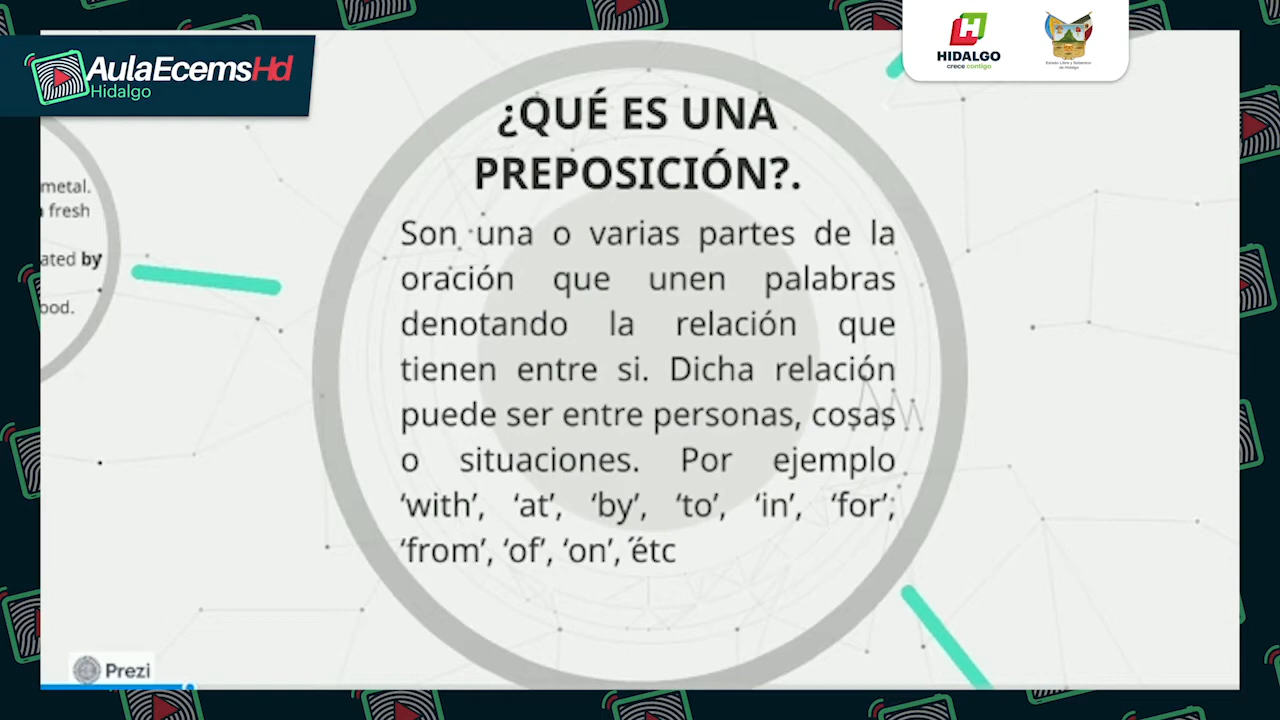 AulaEcemsHd
Hidalgo
HIDALGO
crece contigo
¿QUÉ ES UNA
PREPOSICIÓN?.
metal.
fresh
ated by
ood.
Son una o varias partes de la
oración que unen palabras
denotando la relación que
tienen entre si. Dicha relación
puede ser entre personas, cosas
o situaciones. Por ejemplo
‘with’, ‘at’, ‘by’, ‘to’, ‘in’, ‘for’;
‘from’, ‘of’, ‘on’, ́etc
Prezi